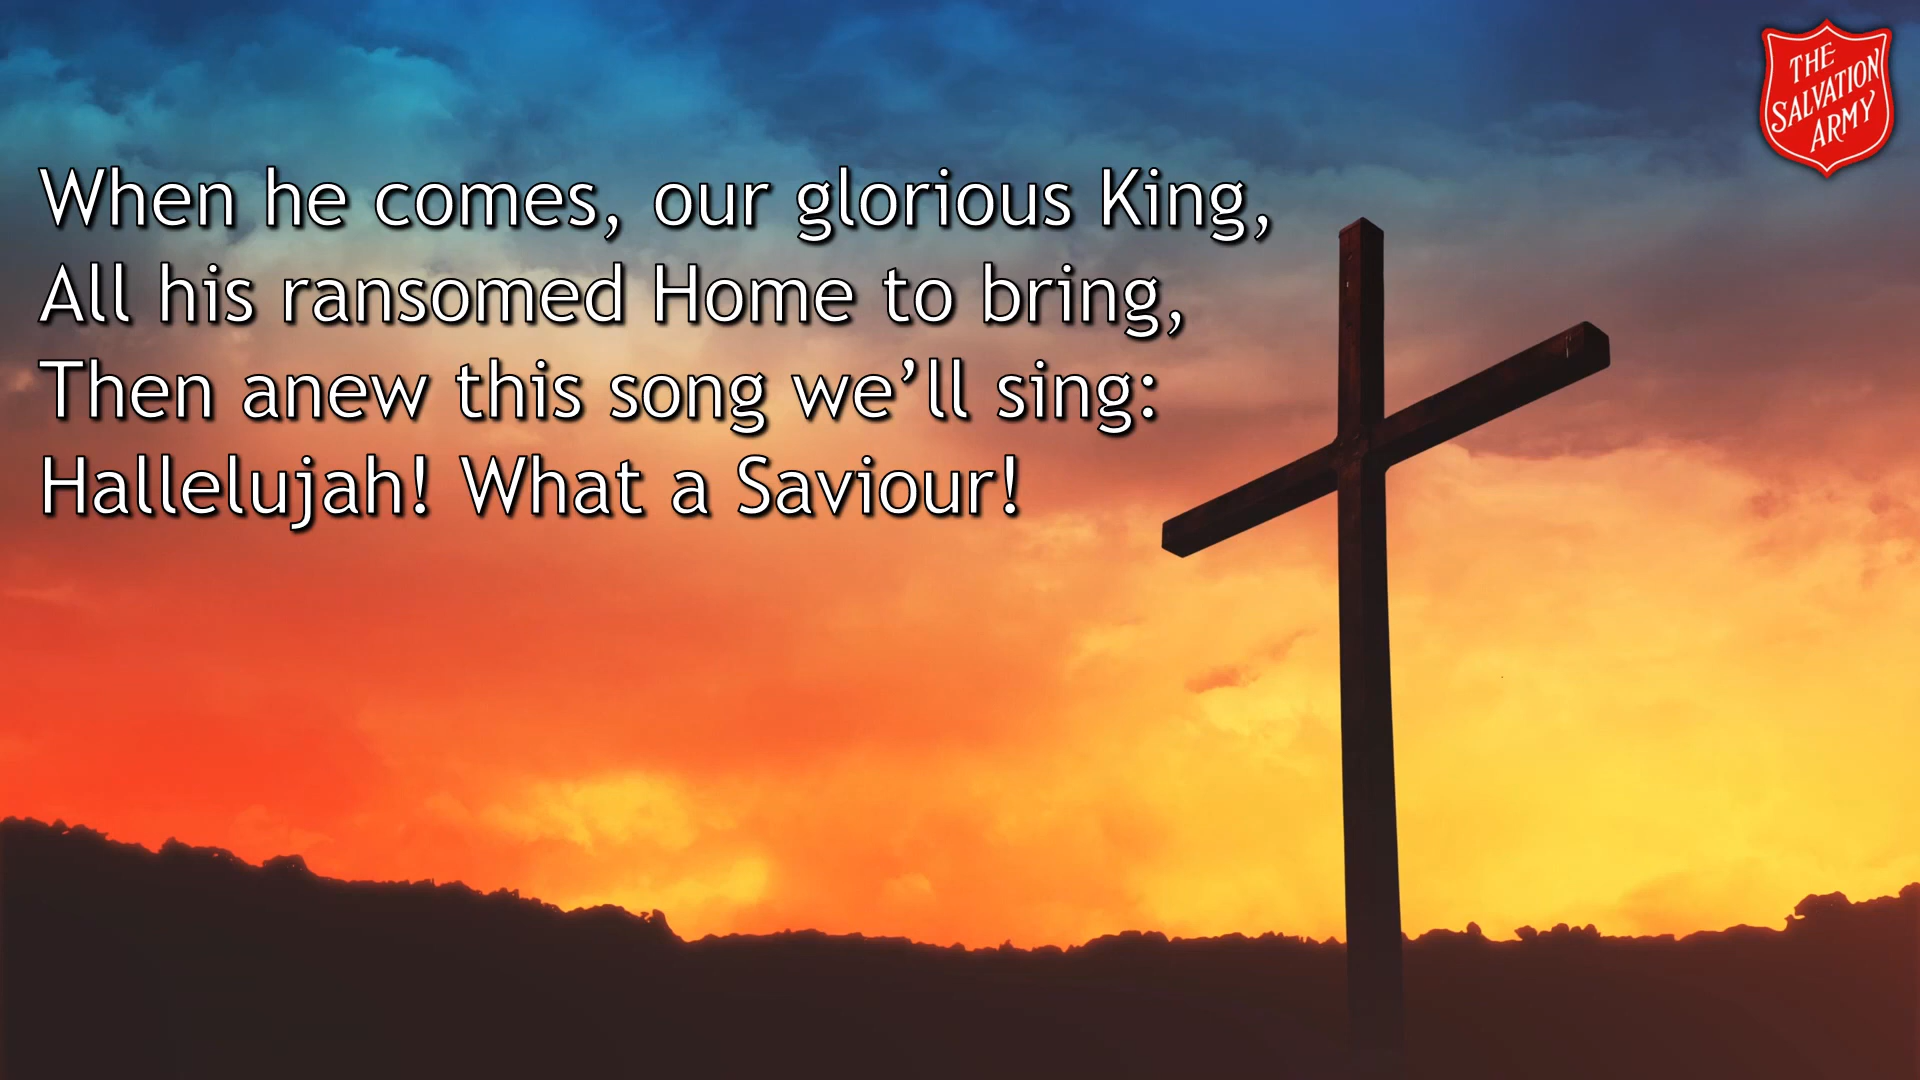 When he comes, our glorious King,
All his ransomed Home to bring,
Then anew this song we’ll sing:
Hallelujah! What a Saviour!
THE
SALVATION
ARMY